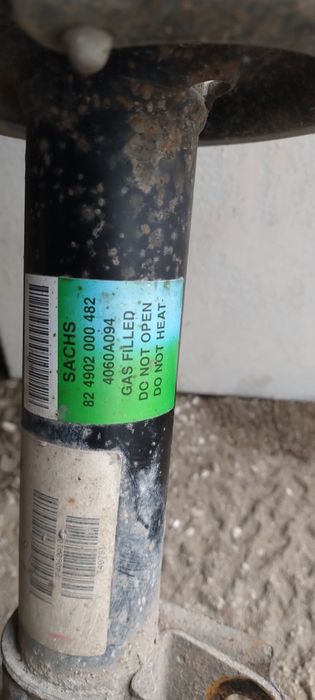 SACHS
82 4902 000 482
4060A094
GAS FILLED
DO NOT OPEN
DO NOT HEAT